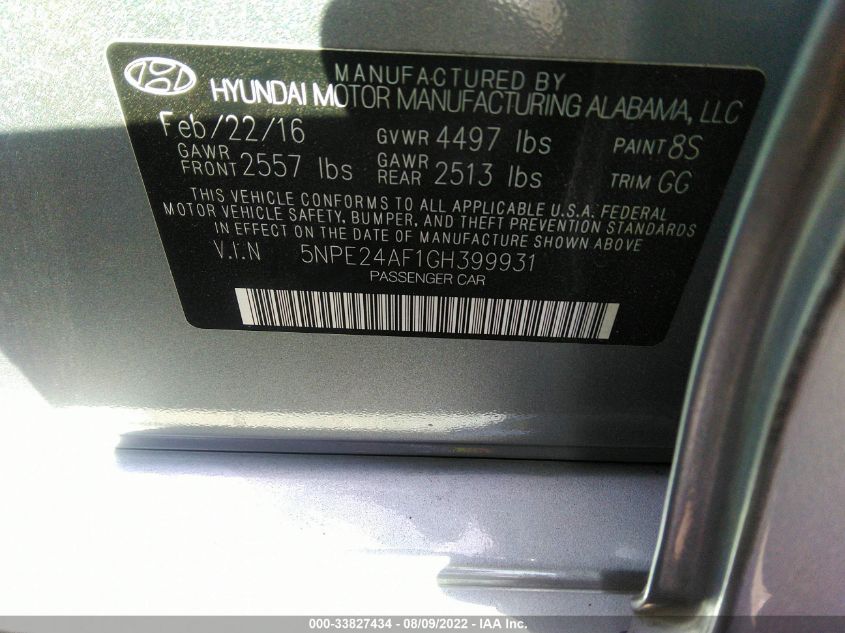 MANUFACTURED BY
HYUNDAI MOTOR MANUFACTURING ALABAMA, LLC
Feb/22/16 GVWR 4497 lbs PAINT 8S
GAWR FRONT 2557 lbs GAWR REAR 2513 lbs TRIM GG
THIS VEHICLE CONFORMS TO ALL APPLICABLE U.S.A. FEDERAL
MOTOR VEHICLE SAFETY, BUMPER, AND THEFT PREVENTION STANDARDS
IN EFFECT ON THE DATE OF MANUFACTURE SHOWN ABOVE
V.I.N 5NPE24AF1GH399931
PASSENGER CAR
000-33827434 - 08/09/2022 - IAA Inc.